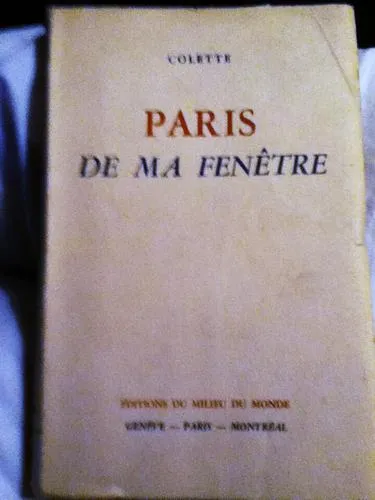 COLETTE
PARIS
DE MA FENÊTRE
ÉDITIONS DU MILIEU DU MONDE
GENÈVE — PARIS — MONTRÉAL